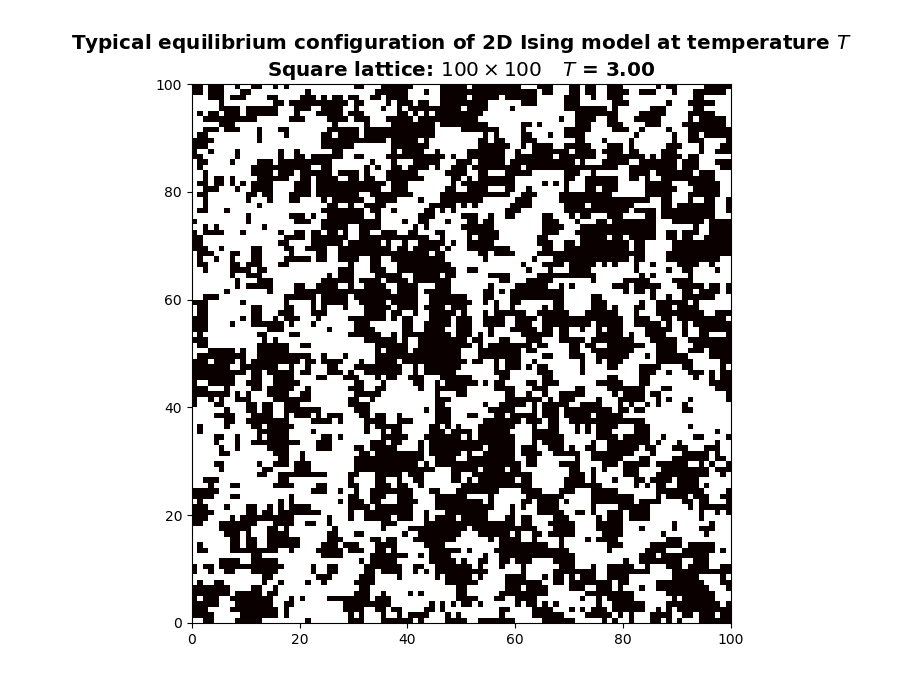 Typical equilibrium configuration of 2D Ising model at temperature T
Square lattice: 100 × 100 T = 3.00
100
80
60
40
20
0
0 20 40 60 80 100